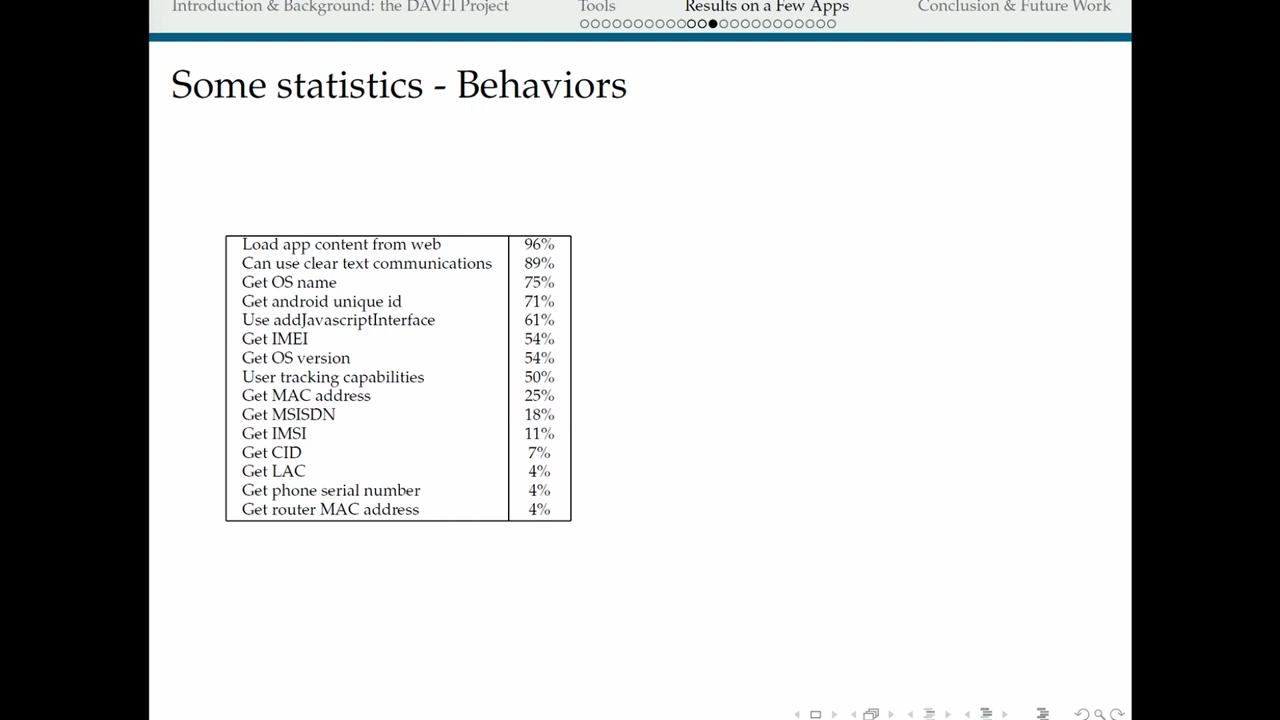 Introduction & Background: the DAVFI Project Tools Results on a Few Apps Conclusion & Future Work
Some statistics - Behaviors
Load app content from web 96%
Can use clear text communications 89%
Get OS name 75%
Get android unique id 71%
Use addJavascriptInterface 61%
Get IMEI 54%
Get OS version 54%
User tracking capabilities 50%
Get MAC address 25%
Get MSISDN 18%
Get IMSI 11%
Get CID 7%
Get LAC 4%
Get phone serial number 4%
Get router MAC address 4%